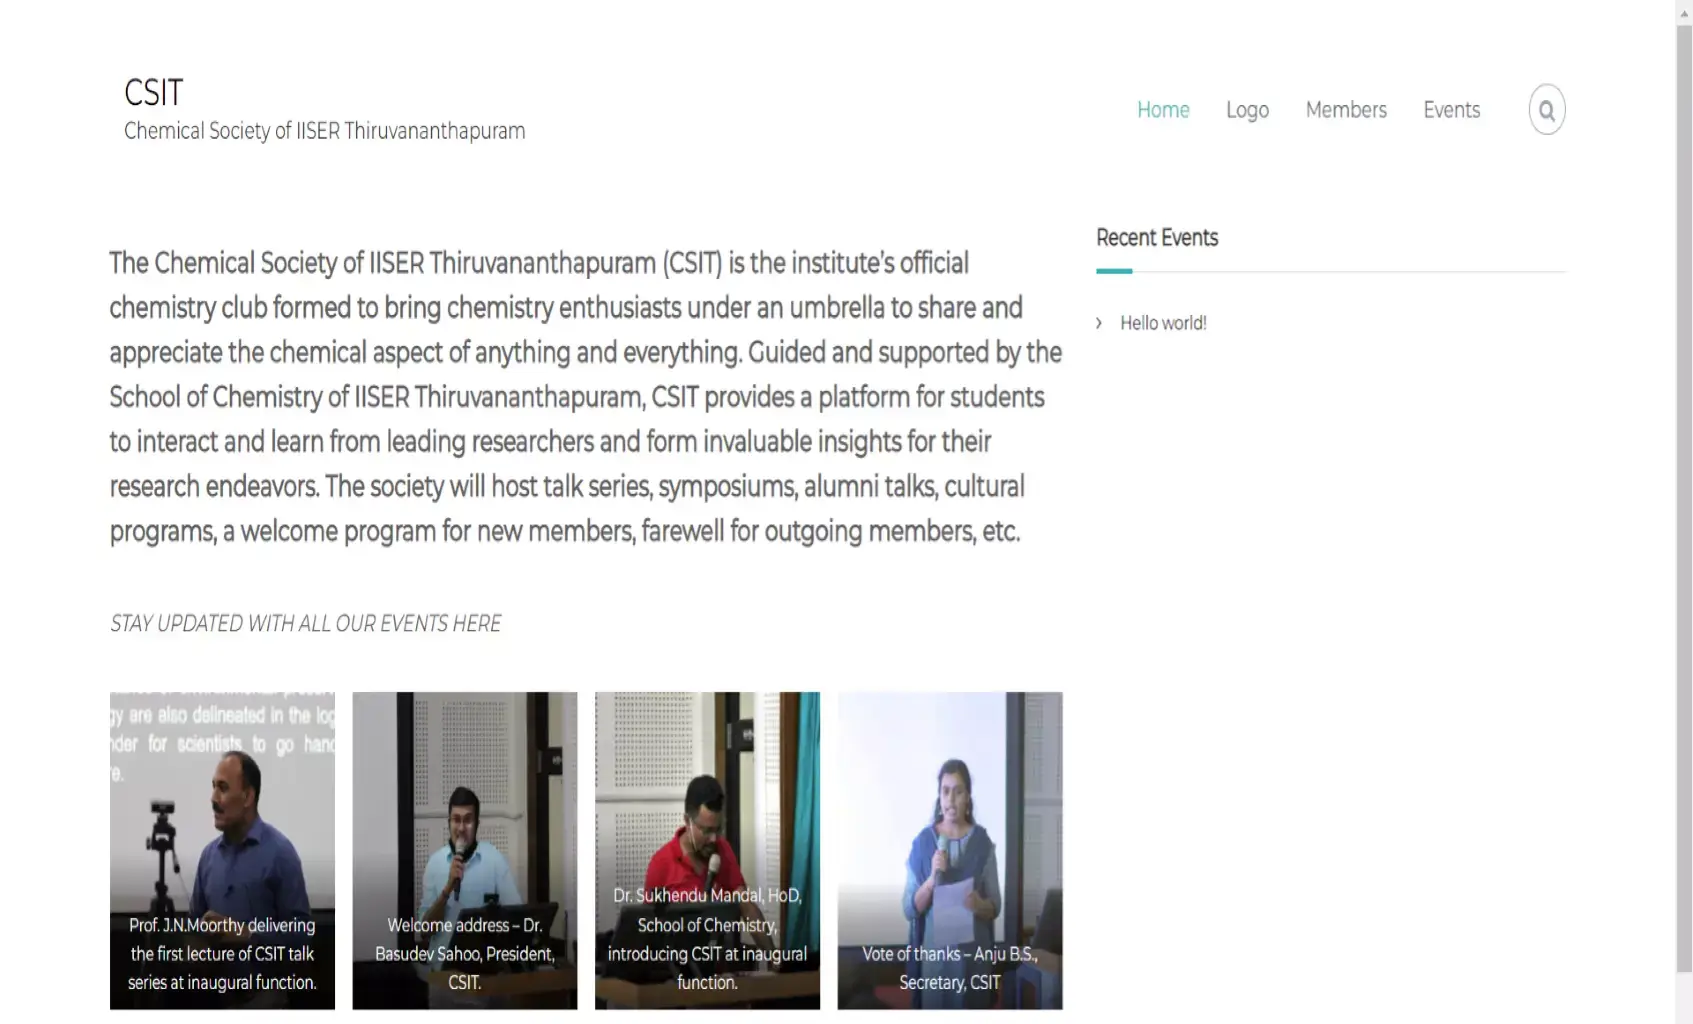 CSIT
Chemical Society of IISER Thiruvananthapuram
Home
Logo
Members
Events
The Chemical Society of IISER Thiruvananthapuram (CSIT) is the institute’s official
chemistry club formed to bring chemistry enthusiasts under an umbrella to share and
appreciate the chemical aspect of anything and everything. Guided and supported by the
School of Chemistry of IISER Thiruvananthapuram, CSIT provides a platform for students
to interact and learn from leading researchers and form invaluable insights for their
research endeavors. The society will host talk series, symposiums, alumni talks, cultural
programs, a welcome program for new members, farewell for outgoing members, etc.
STAY UPDATED WITH ALL OUR EVENTS HERE
Recent Events
Hello world!
are also delineated in the
for scientists to go
Prof. J.N.Moorthy delivering
the first lecture of CSIT talk
series at inaugural function.
Welcome address – Dr.
Basudev Sahoo, President,
CSIT.
Dr. Sukhendu Mandal, HoD,
School of Chemistry,
introducing CSIT at inaugural
function.
Vote of thanks – Anju B.S.,
Secretary, CSIT